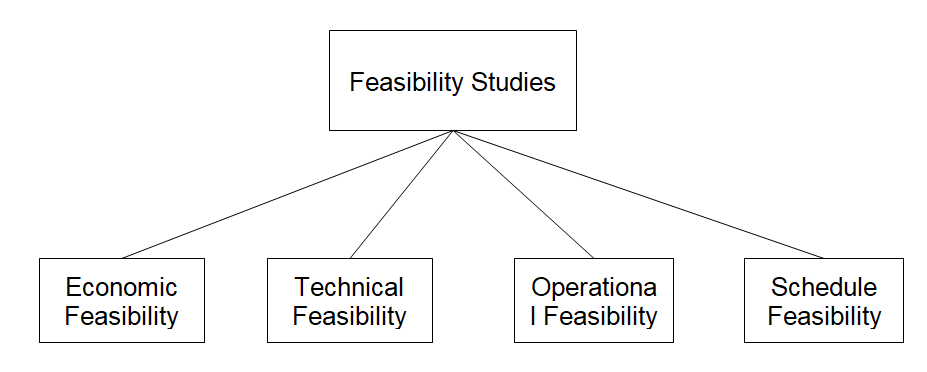 Feasibility Studies
Economic
Feasibility
Technical
Feasibility
Operationa
l Feasibility
Schedule
Feasibility